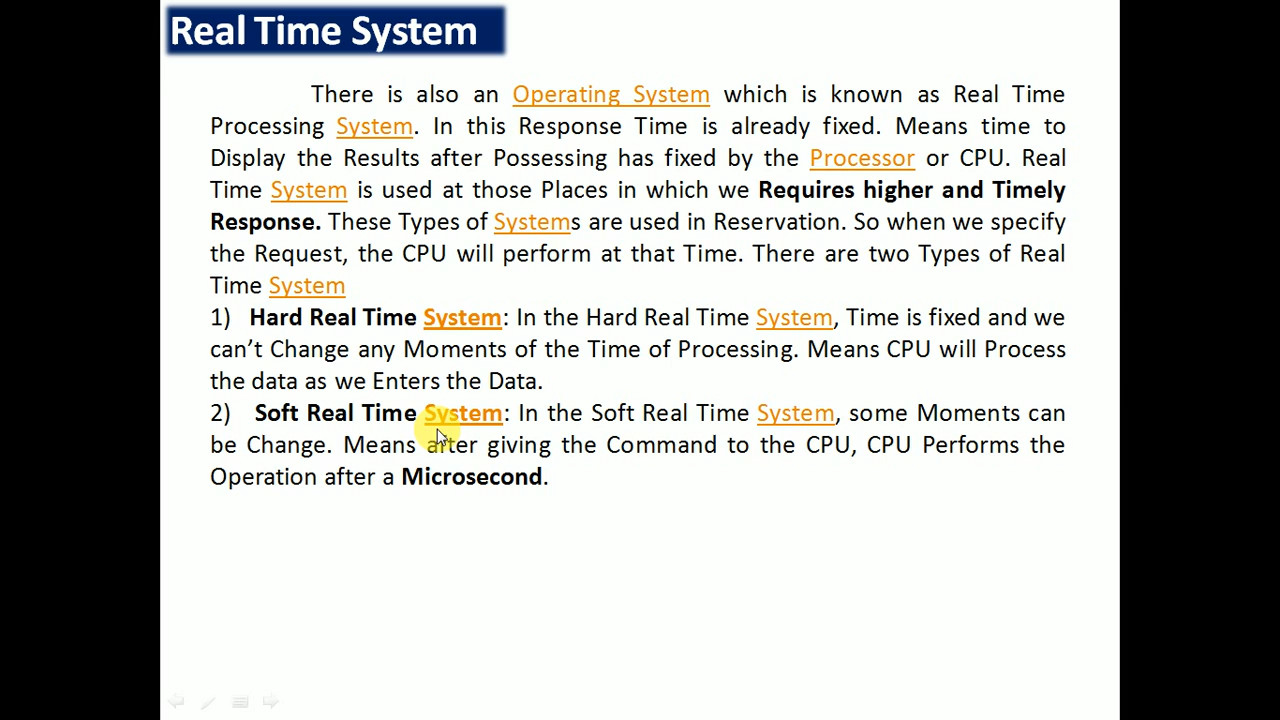 Real Time System
There is also an Operating System which is known as Real Time
Processing System. In this Response Time is already fixed. Means time to
Display the Results after Possessing has fixed by the Processor or CPU. Real
Time System is used at those Places in which we Requires higher and Timely
Response. These Types of Systems are used in Reservation. So when we specify
the Request, the CPU will perform at that Time. There are two Types of Real
Time System
1) Hard Real Time System: In the Hard Real Time System, Time is fixed and we
can’t Change any Moments of the Time of Processing. Means CPU will Process
the data as we Enters the Data.
2) Soft Real Time System: In the Soft Real Time System, some Moments can
be Change. Means after giving the Command to the CPU, CPU Performs the
Operation after a Microsecond.